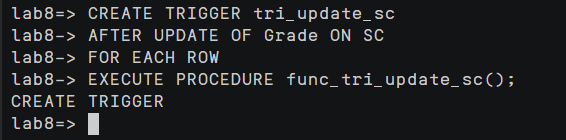 lab8=> CREATE TRIGGER tri_update_sc
lab8-> AFTER UPDATE OF Grade ON SC
lab8-> FOR EACH ROW
lab8-> EXECUTE PROCEDURE func_tri_update_sc();
CREATE TRIGGER
lab8=>